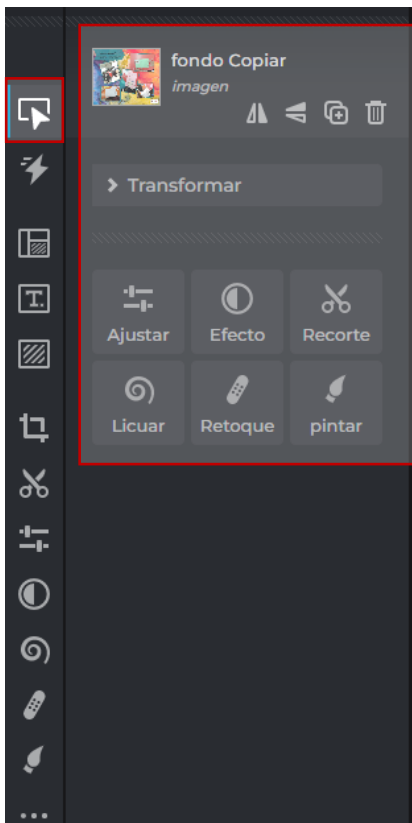 fondo Copiar
imagen
Transformar
Ajustar
Efecto
Recorte
Licuar
Retoque
pintar
T.